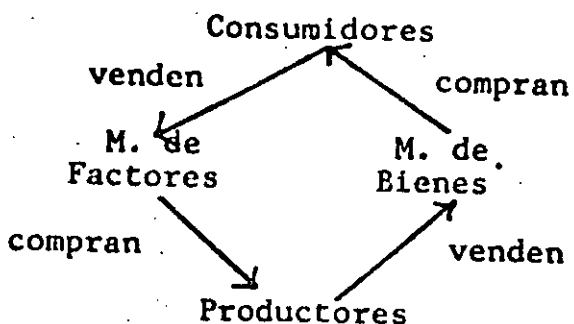 Consumidores
venden
compran
M. de
Factores
M. de
Bienes
compran
venden
Productores